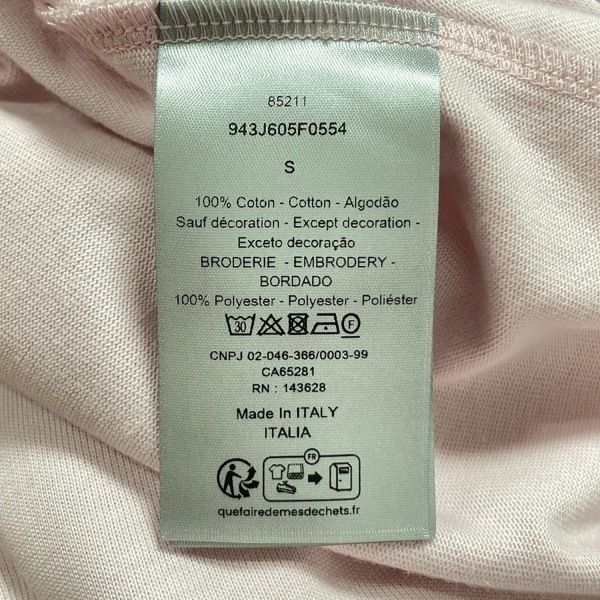 85211
943J605F0554
S
100% Coton - Cotton - Algodão
Sauf décoration - Except decoration -
Exceto decoração
BRODERIE - EMBRODERY -
BORDADO
100% Polyester - Polyester - Poliéster
30 F
CNPJ 02-046-366/0003-99
CA65281
RN : 143628
Made In ITALY
ITALIA
FR
quefairedemesdechets.fr